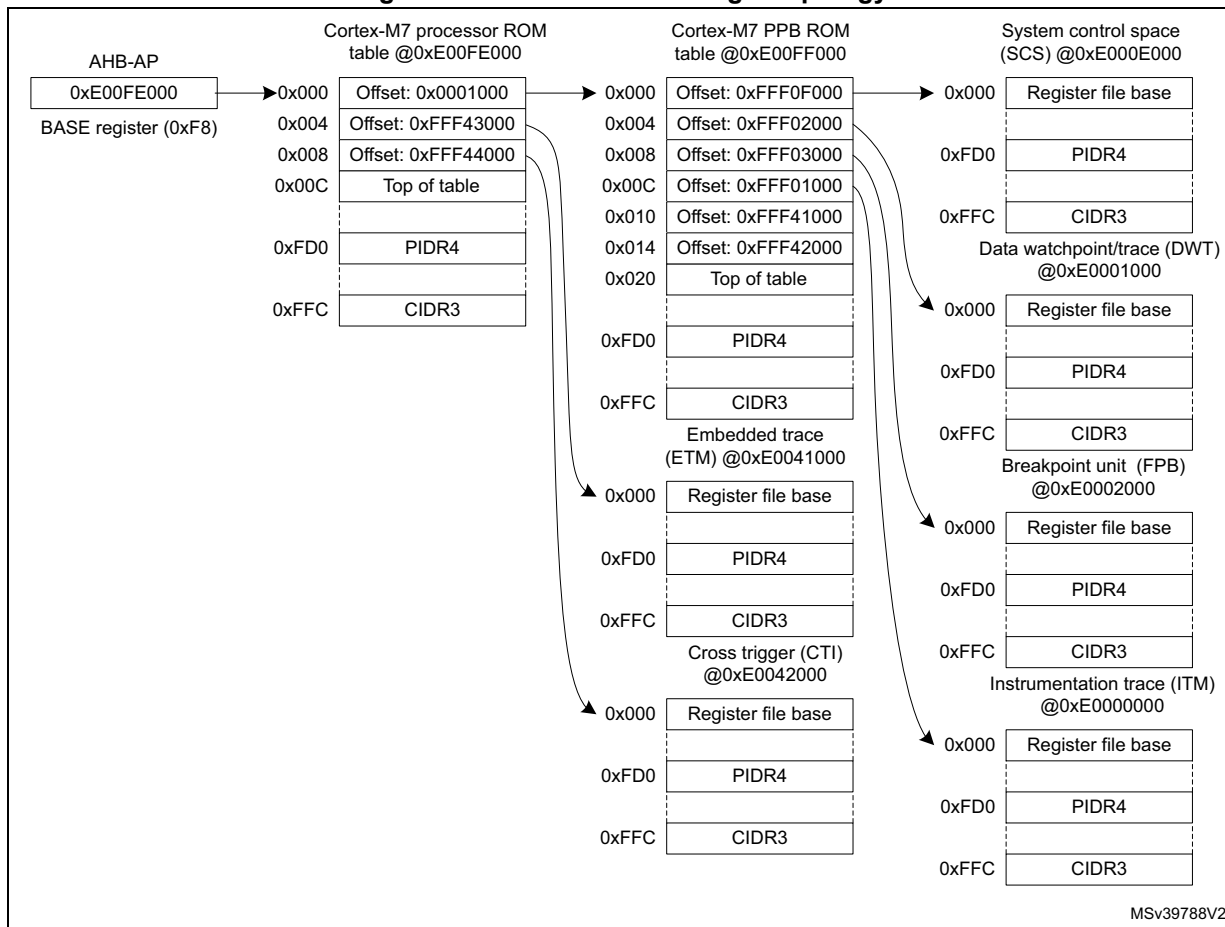 AHB-AP
0xE00FE000
BASE register (0xF8)
Cortex-M7 processor ROM
table @0xE00FE000
0x000 Offset: 0x0001000
0x004 Offset: 0xFFF43000
0x008 Offset: 0xFFF44000
0x00C Top of table
0xFD0 PIDR4
0xFFC CIDR3
Cortex-M7 PPB ROM
table @0xE00FF000
0x000 Offset: 0xFFF0F000
0x004 Offset: 0xFFF02000
0x008 Offset: 0xFFF03000
0x00C Offset: 0xFFF01000
0x010 Offset: 0xFFF41000
0x014 Offset: 0xFFF42000
0x020 Top of table
0xFD0 PIDR4
0xFFC CIDR3
Embedded trace
(ETM) @0xE0041000
0x000 Register file base
0xFD0 PIDR4
0xFFC CIDR3
Cross trigger (CTI)
@0xE0042000
0x000 Register file base
0xFD0 PIDR4
0xFFC CIDR3
System control space
(SCS) @0xE000E000
0x000 Register file base
0xFD0 PIDR4
0xFFC CIDR3
Data watchpoint/trace (DWT)
@0xE0001000
0x000 Register file base
0xFD0 PIDR4
0xFFC CIDR3
Breakpoint unit (FPB)
@0xE0002000
0x000 Register file base
0xFD0 PIDR4
0xFFC CIDR3
Instrumentation trace (ITM)
@0xE0000000
0x000 Register file base
0xFD0 PIDR4
0xFFC CIDR3
MSv39788V2